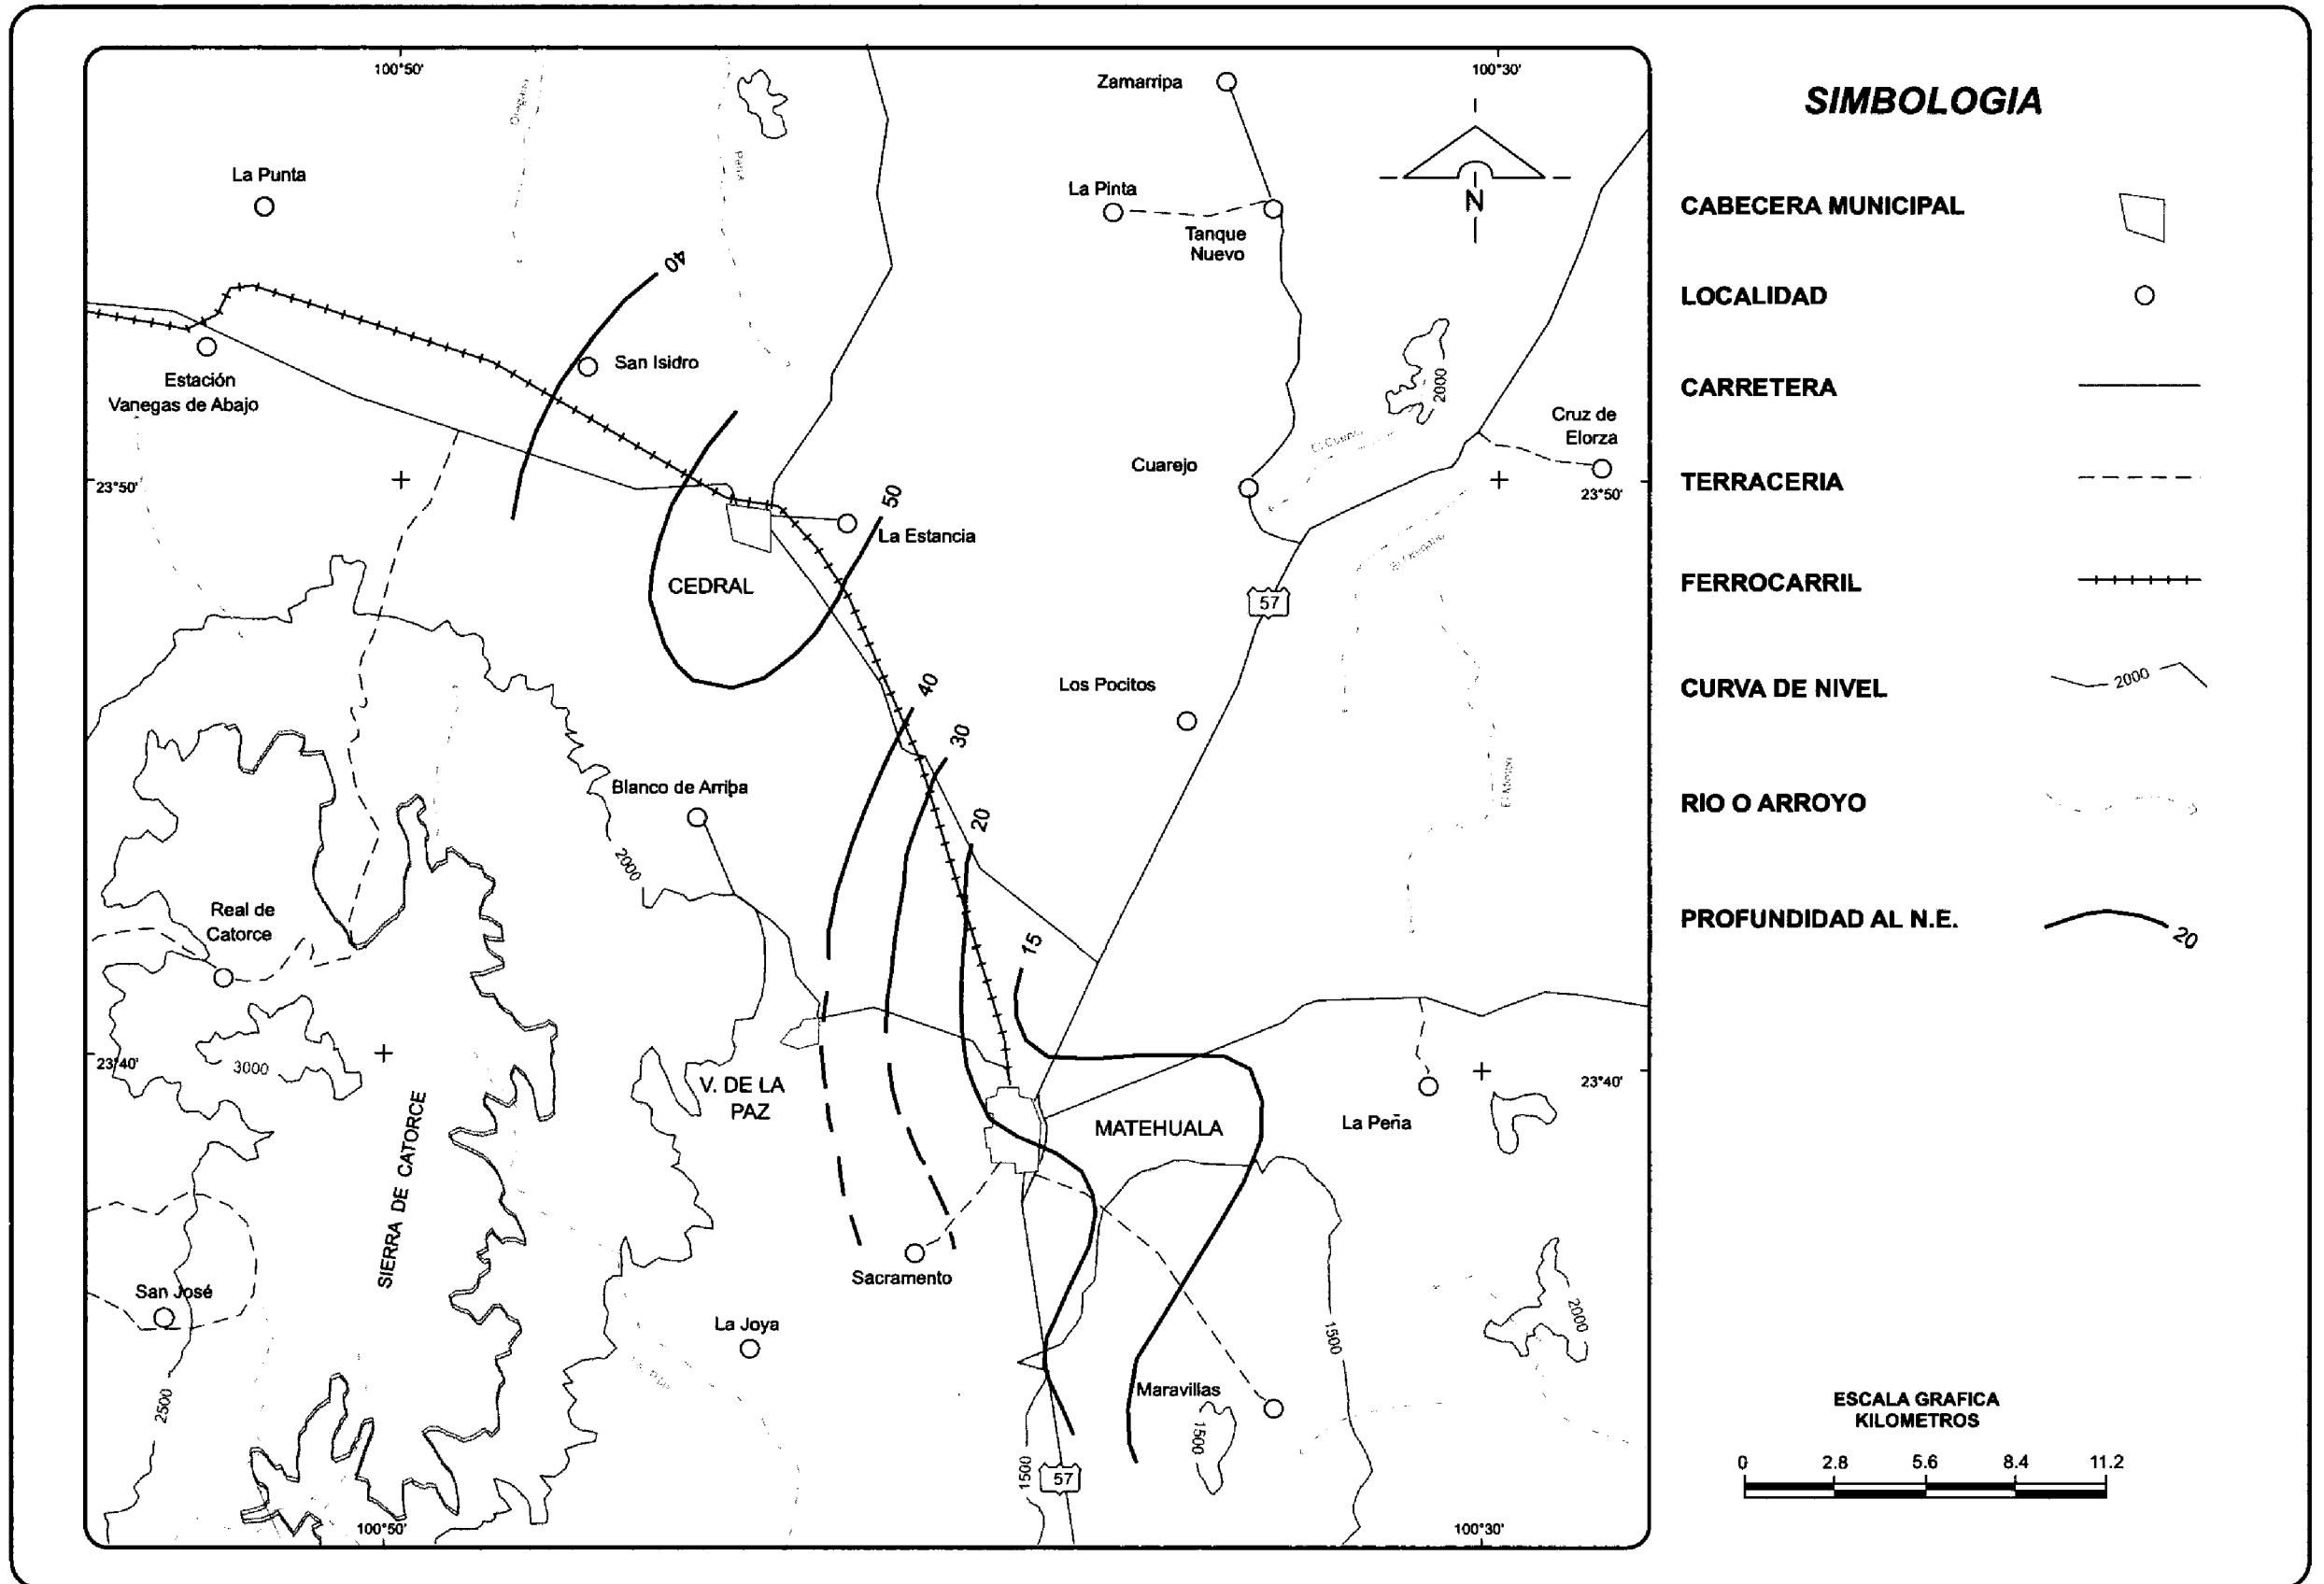 100°50'
100°30'
Zamarripa
La Punta
La Pinta
Tanque
Nuevo
N
40
San Isidro
Estación
Vanegas de Abajo
2000
Cruz de
Elorza
Cuarejo
23°50'
23°50'
50
La Estancia
CEDRAL
57
40
Los Pocitos
30
Blanco de Arriba
20
2000
Real de
Catorce
15
23°40'
3000
23°40'
V. DE LA
PAZ
MATEHUALA
La Peña
SIERRA DE CATORCE
Sacramento
San José
La Joya
1500
2000
2500
Maravillas
1500
1500
57
100°50'
100°30'
SIMBOLOGIA
CABECERA MUNICIPAL
LOCALIDAD
CARRETERA
TERRACERIA
FERROCARRIL
CURVA DE NIVEL
2000
RIO O ARROYO
PROFUNDIDAD AL N.E.
20
ESCALA GRAFICA
KILOMETROS
0 2.8 5.6 8.4 11.2